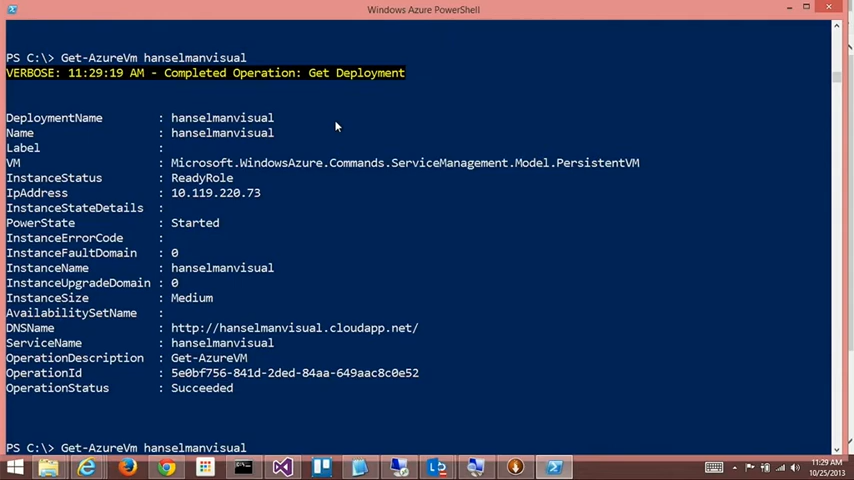 Windows Azure PowerShell
PS C:\> Get-AzureVm hanselmanvisual
VERBOSE: 11:29:19 AM - Completed Operation: Get Deployment
DeploymentName : hanselmanvisual
Name : hanselmanvisual
Label :
VM : Microsoft.WindowsAzure.Commands.ServiceManagement.Model.PersistentVM
InstanceStatus : ReadyRole
IpAddress : 10.119.220.73
InstanceStateDetails :
PowerState : Started
InstanceErrorCode :
InstanceFaultDomain : 0
InstanceName : hanselmanvisual
InstanceUpgradeDomain : 0
InstanceSize : Medium
AvailabilitySetName :
DNSName : http://hanselmanvisual.cloudapp.net/
ServiceName : hanselmanvisual
OperationDescription : Get-AzureVM
OperationId : 5e0bf756-841d-2ded-84aa-649aac8c0e52
OperationStatus : Succeeded
PS C:\> Get-AzureVm hanselmanvisual
11:29 AM
10/25/2013